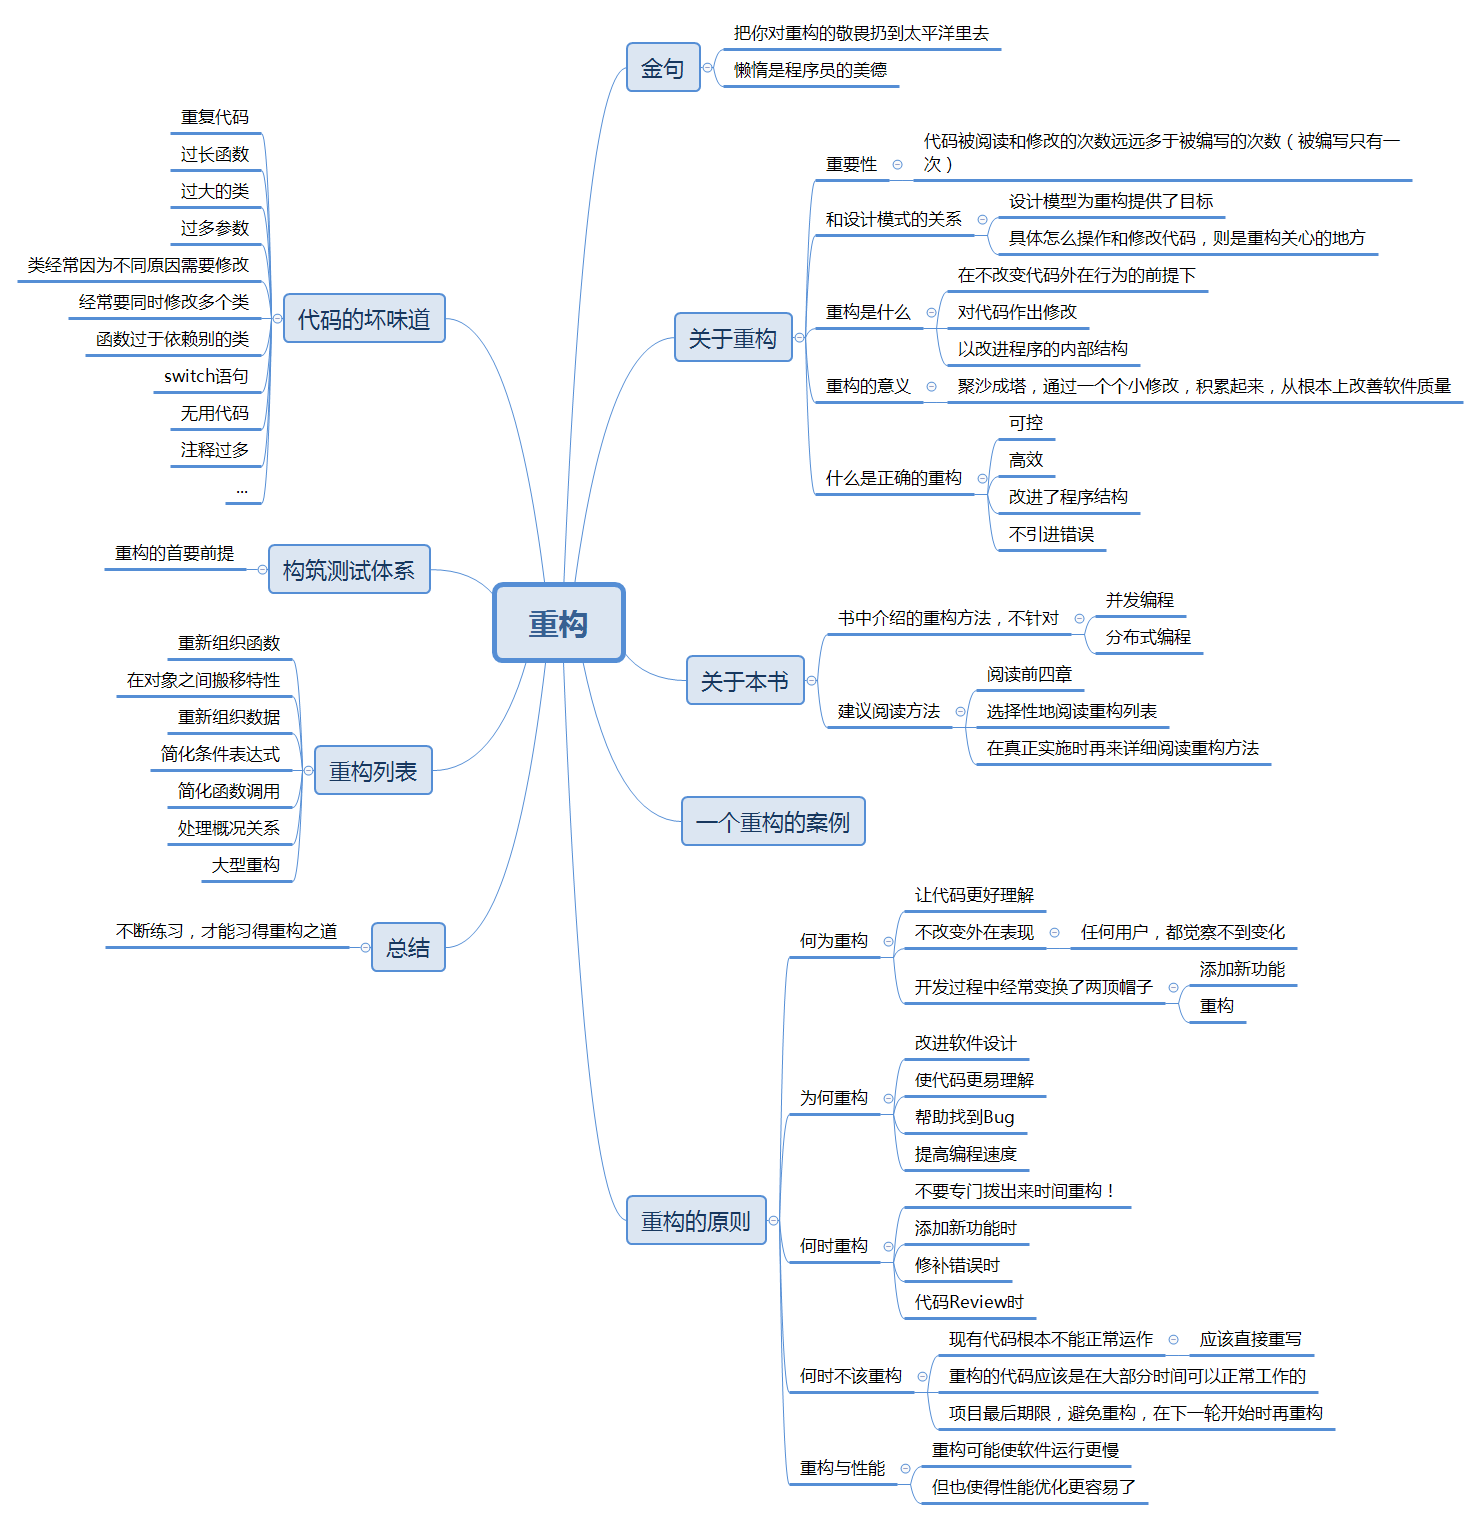 重构
金句
把你对重构的敬畏扔到太平洋里去
懒惰是程序员的美德
关于重构
重要性
代码被阅读和修改的次数远远多于被编写的次数（被编写只有一
次）
和设计模式的关系
设计模型为重构提供了目标
具体怎么操作和修改代码，则是重构关心的地方
重构是什么
在不改变代码外在行为的前提下
对代码作出修改
以改进程序的内部结构
重构的意义
聚沙成塔，通过一个个小修改，积累起来，从根本上改善软件质量
什么是正确的重构
可控
高效
改进了程序结构
不引进错误
关于本书
书中介绍的重构方法，不针对
并发编程
分布式编程
建议阅读方法
阅读前四章
选择性地阅读重构列表
在真正实施时再来详细阅读重构方法
一个重构的案例
重构的原则
何为重构
让代码更好理解
不改变外在表现
任何用户，都觉察不到变化
开发过程中经常变换了两顶帽子
添加新功能
重构
为何重构
改进软件设计
使代码更易理解
帮助找到Bug
提高编程速度
何时重构
不要专门拨出来时间重构！
添加新功能时
修补错误时
代码Review时
何时不该重构
现有代码根本不能正常运作
应该直接重写
重构的代码应该是在大部分时间可以正常工作的
项目最后期限，避免重构，在下一轮开始时再重构
重构与性能
重构可能使软件运行更慢
但也使得性能优化更容易了
代码的坏味道
重复代码
过长函数
过大的类
过多参数
类经常因为不同原因需要修改
经常要同时修改多个类
函数过于依赖别的类
switch语句
无用代码
注释过多
...
构筑测试体系
重构的首要前提
重构列表
重新组织函数
在对象之间搬移特性
重新组织数据
简化条件表达式
简化函数调用
处理概况关系
大型重构
总结
不断练习，才能习得重构之道